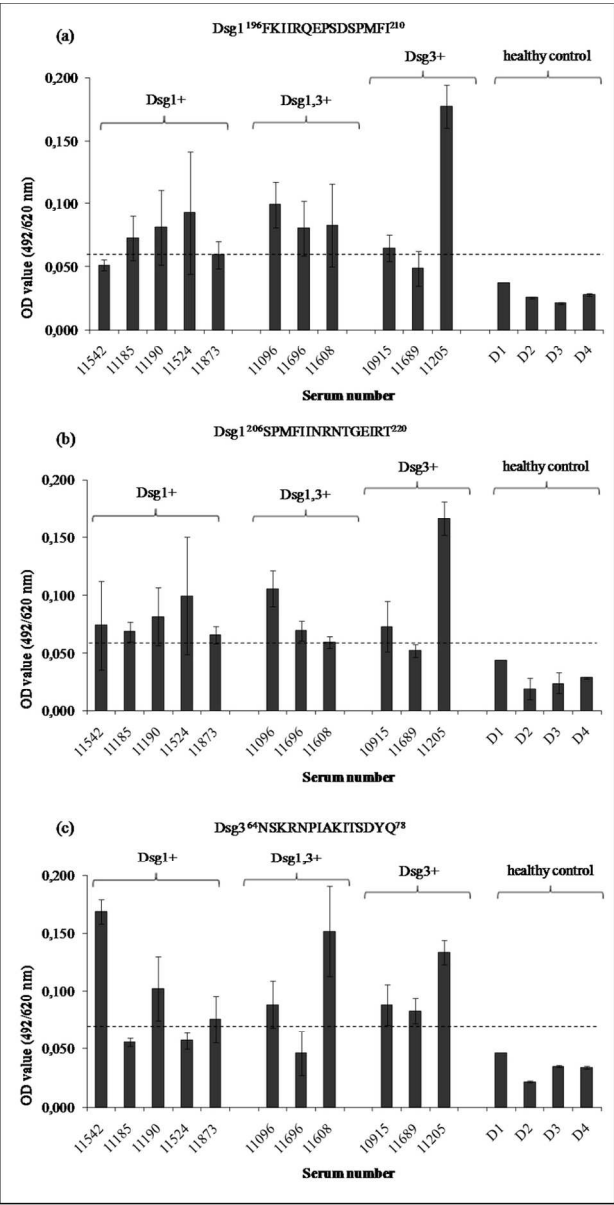 (a)
Dsg1¹⁹⁶FKIIRQEPSDSPMFI²¹⁰
Dsg1+
Dsg1,3+
Dsg3+
healthy control
0,200
0,150
0,100
0,050
0,000
OD value (492/620 nm)
11542 11185 11190 11524 11873 11096 11696 11608 10915 11689 11205 D1 D2 D3 D4
Serum number
(b)
Dsg1²⁰⁶SPMFIINRNTGEIRT²²⁰
Dsg1+
Dsg1,3+
Dsg3+
healthy control
0,200
0,150
0,100
0,050
0,000
OD value (492/620 nm)
11542 11185 11190 11524 11873 11096 11696 11608 10915 11689 11205 D1 D2 D3 D4
Serum number
(c)
Dsg3⁶⁴NSKRNPIAKITSDYQ⁷⁸
Dsg1+
Dsg1,3+
Dsg3+
healthy control
0,200
0,150
0,100
0,050
0,000
OD value (492/620 nm)
11542 11185 11190 11524 11873 11096 11696 11608 10915 11689 11205 D1 D2 D3 D4
Serum number